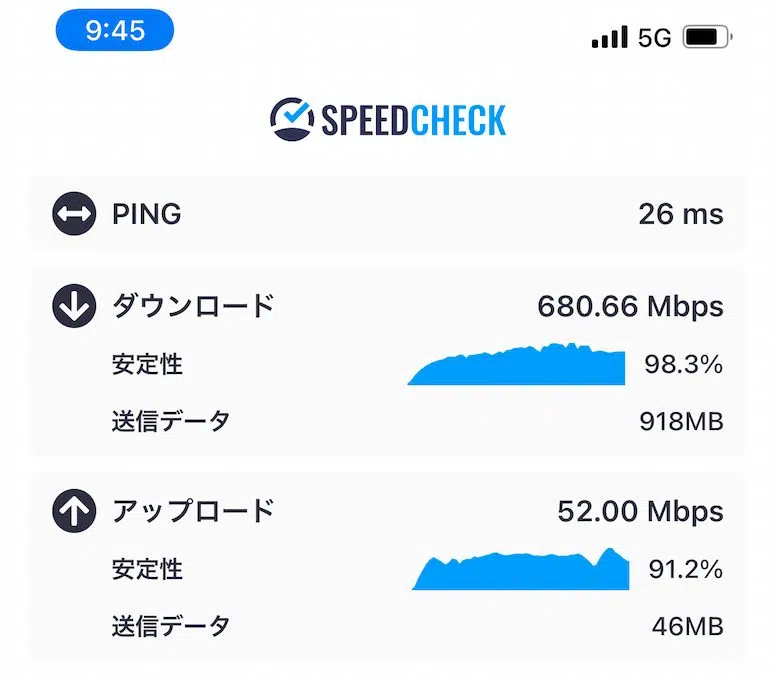 9:45 5G
SPEEDCHECK
PING 26 ms
ダウンロード 680.66 Mbps
安定性 98.3%
送信データ 918MB
アップロード 52.00 Mbps
安定性 91.2%
送信データ 46MB